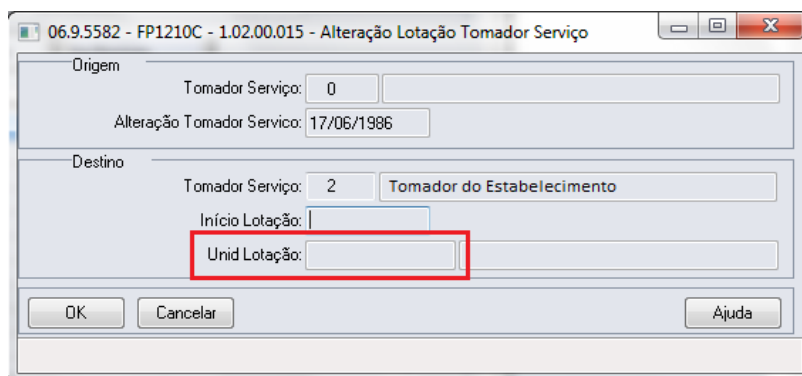 06.9.5582 - FP1210C - 1.02.00.015 - Alteração Lotação Tomador Serviço
Origem
Tomador Serviço: 0
Alteração Tomador Servico: 17/06/1986
Destino
Tomador Serviço: 2 Tomador do Estabelecimento
Início Lotação:
Unid Lotação:
OK Cancelar Ajuda